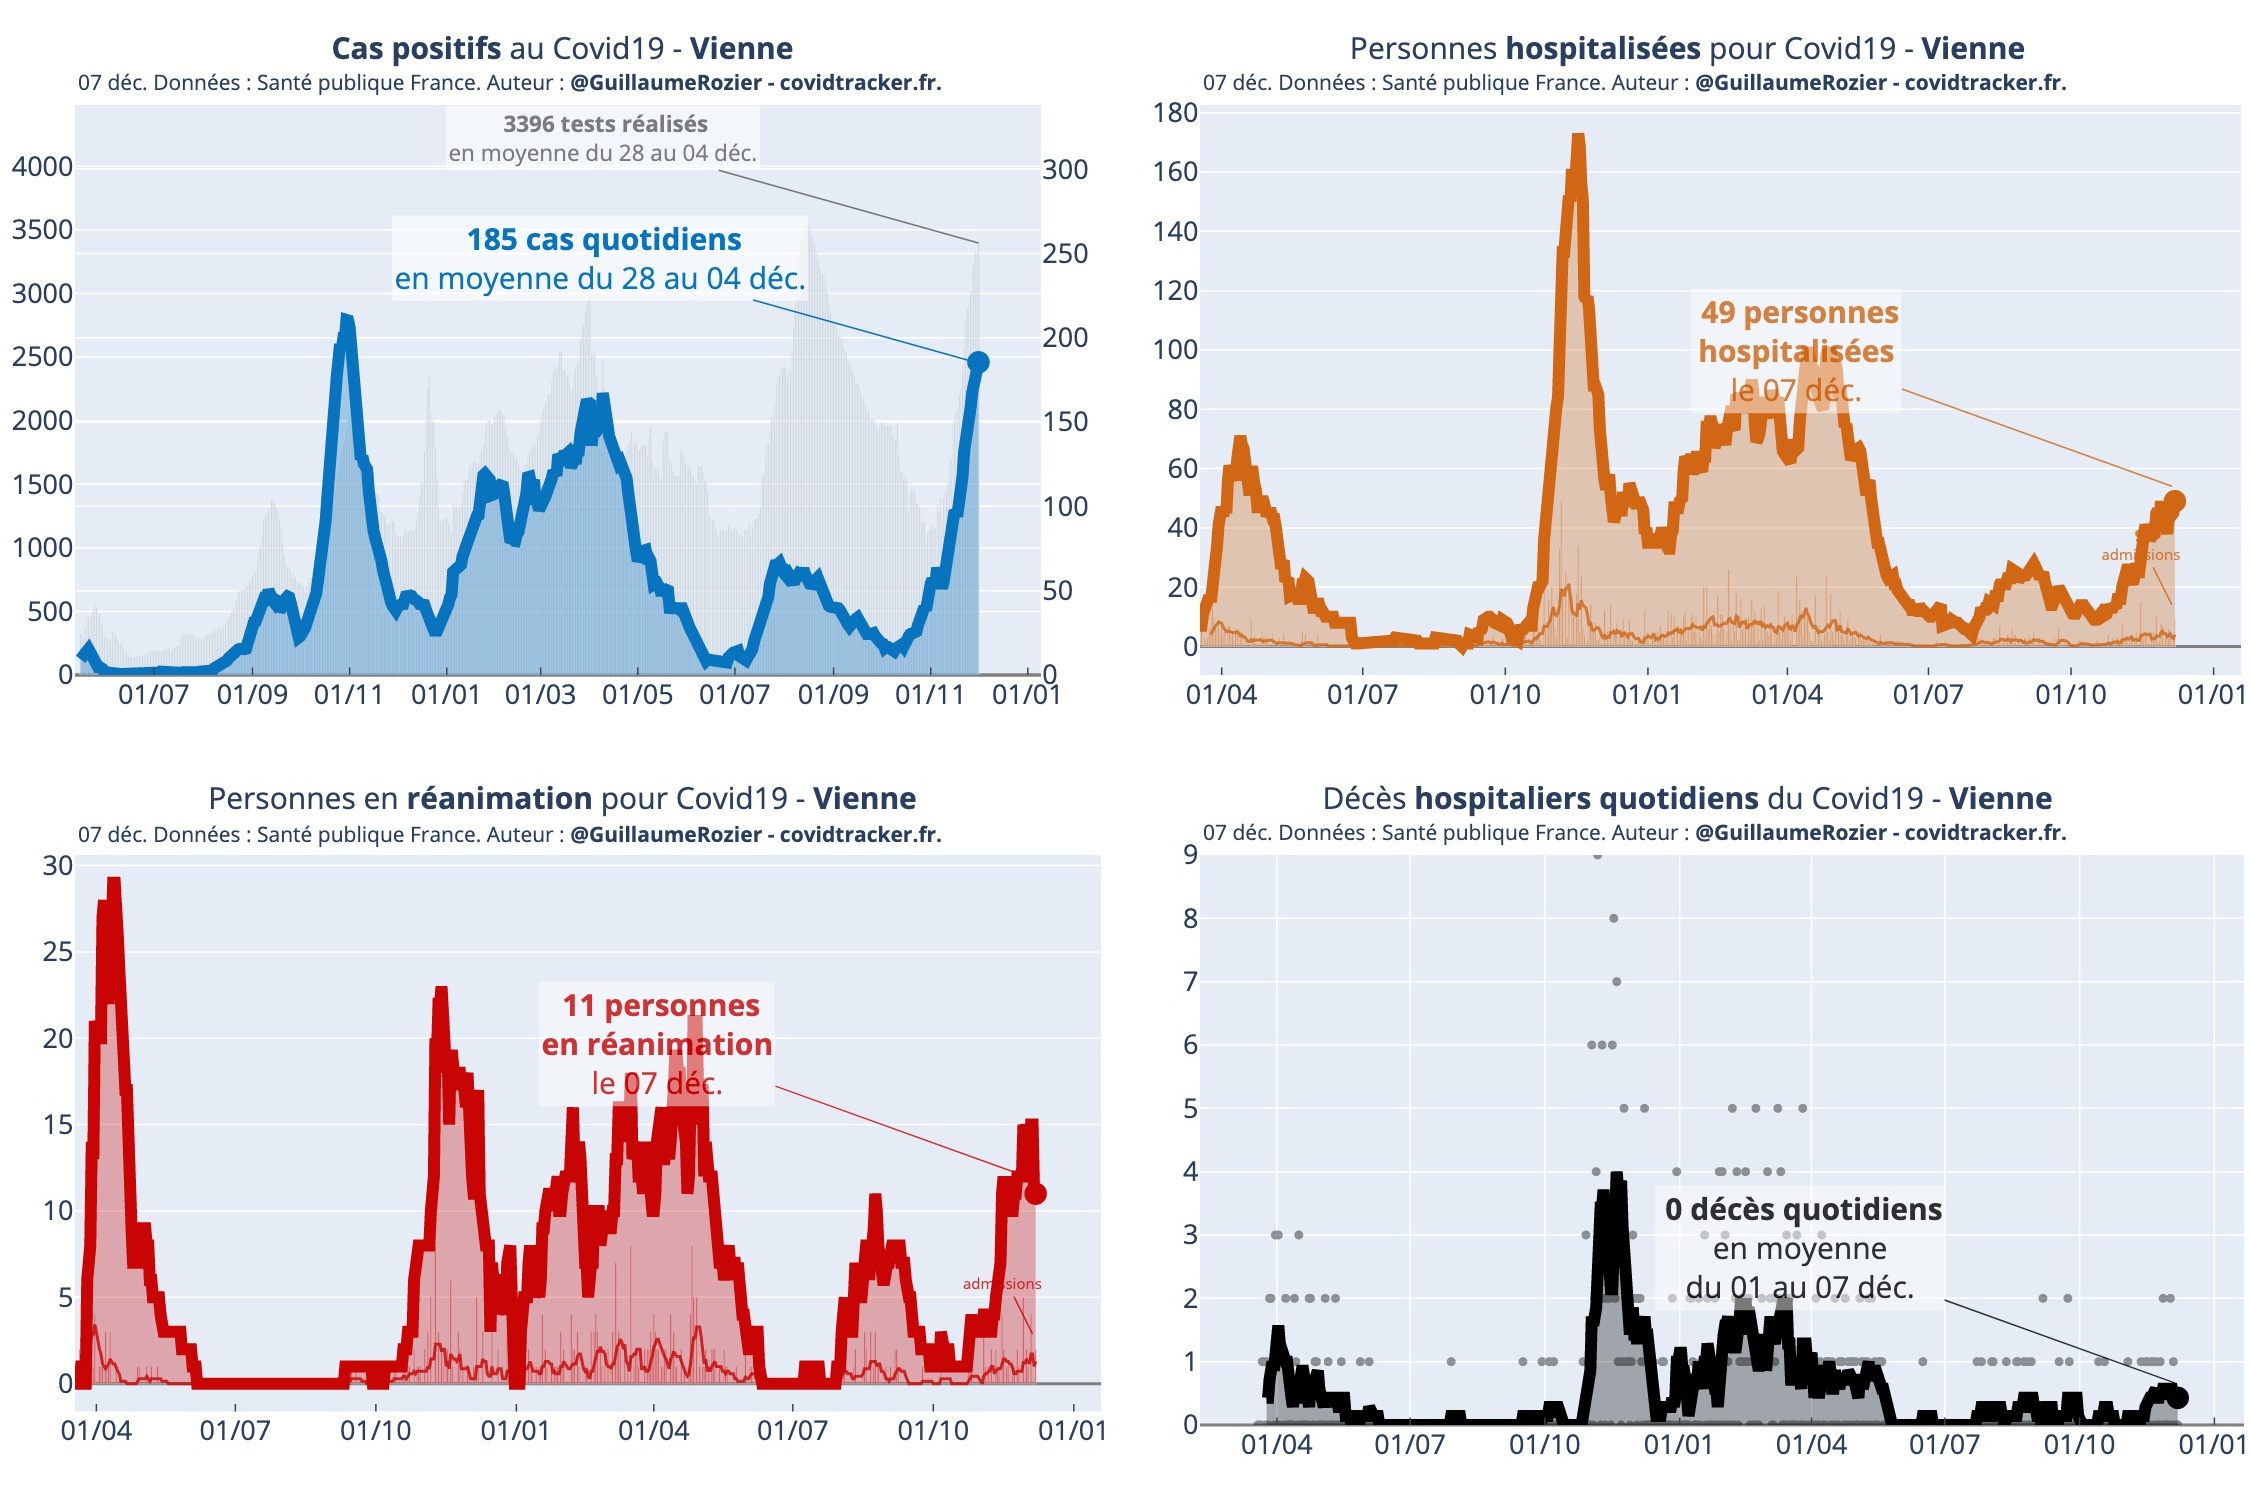 Cas positifs au Covid19 - Vienne
07 déc. Données : Santé publique France. Auteur : @GuillaumeRozier - covidtracker.fr.
3396 tests réalisés
en moyenne du 28 au 04 déc.
185 cas quotidiens
en moyenne du 28 au 04 déc.
4000
3500
3000
2500
2000
1500
1000
500
0
300
250
200
150
100
50
0
01/07 01/09 01/11 01/01 01/03 01/05 01/07 01/09 01/11 01/01
Personnes hospitalisées pour Covid19 - Vienne
07 déc. Données : Santé publique France. Auteur : @GuillaumeRozier - covidtracker.fr.
180
160
140
120
100
80
60
40
20
0
49 personnes
hospitalisées
le 07 déc.
admissions
01/04 01/07 01/10 01/01 01/04 01/07 01/10 01/01
Personnes en réanimation pour Covid19 - Vienne
07 déc. Données : Santé publique France. Auteur : @GuillaumeRozier - covidtracker.fr.
30
25
20
15
10
5
0
11 personnes
en réanimation
le 07 déc.
admissions
01/04 01/07 01/10 01/01 01/04 01/07 01/10 01/01
Décès hospitaliers quotidiens du Covid19 - Vienne
07 déc. Données : Santé publique France. Auteur : @GuillaumeRozier - covidtracker.fr.
9
8
7
6
5
4
3
2
1
0
0 décès quotidiens
en moyenne
du 01 au 07 déc.
01/04 01/07 01/10 01/01 01/04 01/07 01/10 01/01